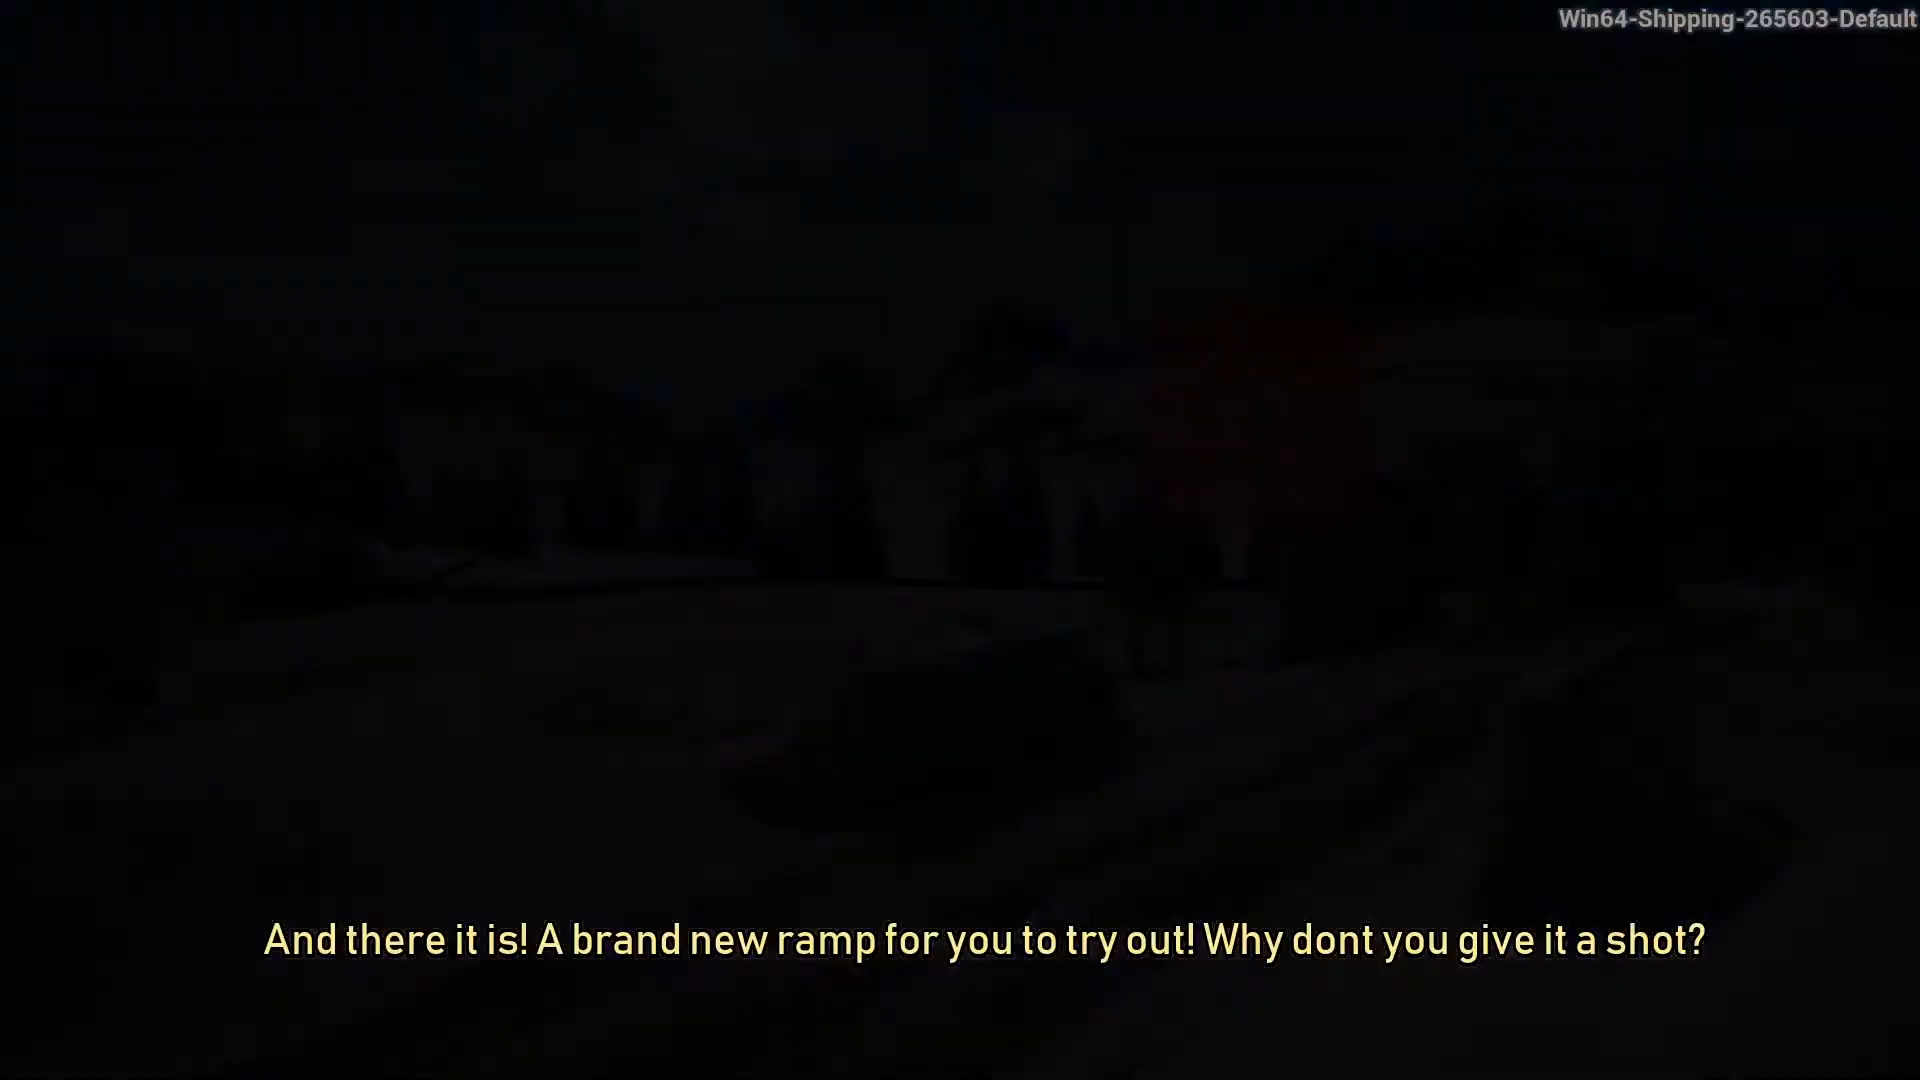 Win64-Shipping-265603-Default
And there it is! A brand new ramp for you to try out! Why dont you give it a shot?